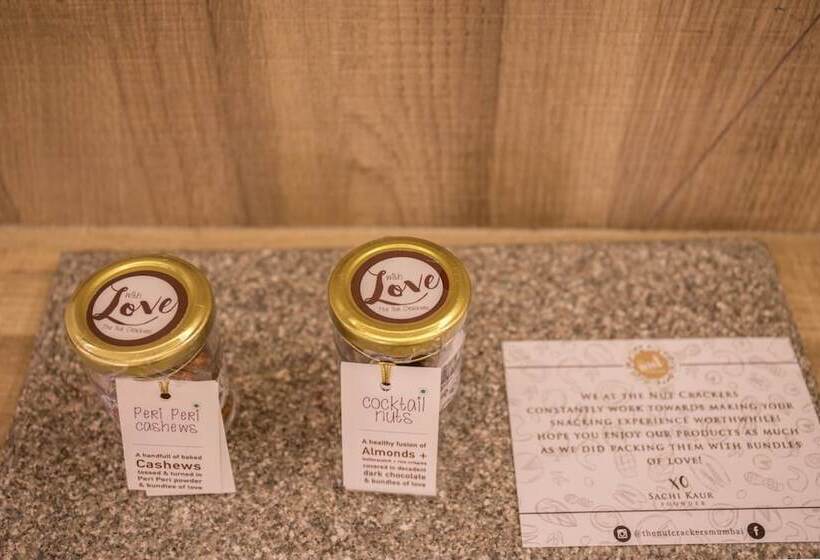 with
Love
The Nut Crackers
Peri Peri
cashews
A handfull of baked
Cashews
tossed & turned in
Peri Peri powder
& bundles of love
with
Love
The Nut Crackers
cocktail
nuts
A healthy fusion of
Almonds +
covered in decadent
dark chocolate
& bundles of love
We at the Nut Crackers
constantly work towards making your
snacking experience worthwhile!
Hope you enjoy our products as much
as we did packing them with bundles
of love!
XO
Sachi Kaur
Founder
@thenutcrackersmumbai